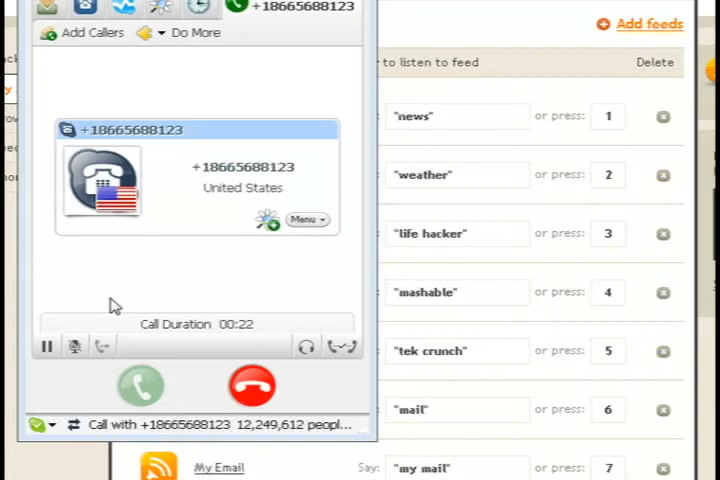 +18665688123
Add Callers
Do More
Add feeds
to listen to feed
Delete
+18665688123
+18665688123
United States
Menu
"news" or press: 1
"weather" or press: 2
"life hacker" or press: 3
"mashable" or press: 4
"tek crunch" or press: 5
"mail" or press: 6
Call Duration 00:22
Call with +18665688123 12,249,612 peopl...
My Email Say: "my mail" or press: 7